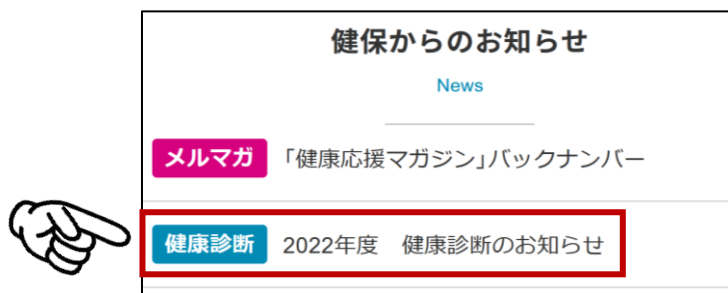 健保からのお知らせ
News
メルマガ 「健康応援マガジン」バックナンバー
健康診断 2022年度　健康診断のお知らせ